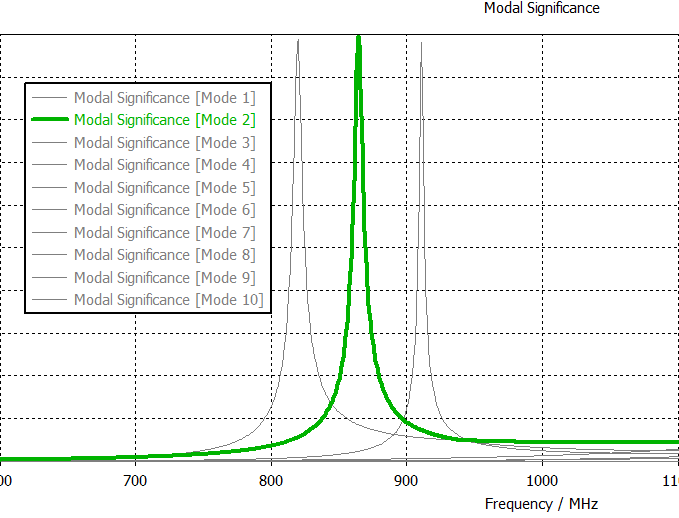 Modal Significance
Modal Significance [Mode 1]
Modal Significance [Mode 2]
Modal Significance [Mode 3]
Modal Significance [Mode 4]
Modal Significance [Mode 5]
Modal Significance [Mode 6]
Modal Significance [Mode 7]
Modal Significance [Mode 8]
Modal Significance [Mode 9]
Modal Significance [Mode 10]
00 700 800 900 1000 110
Frequency / MHz